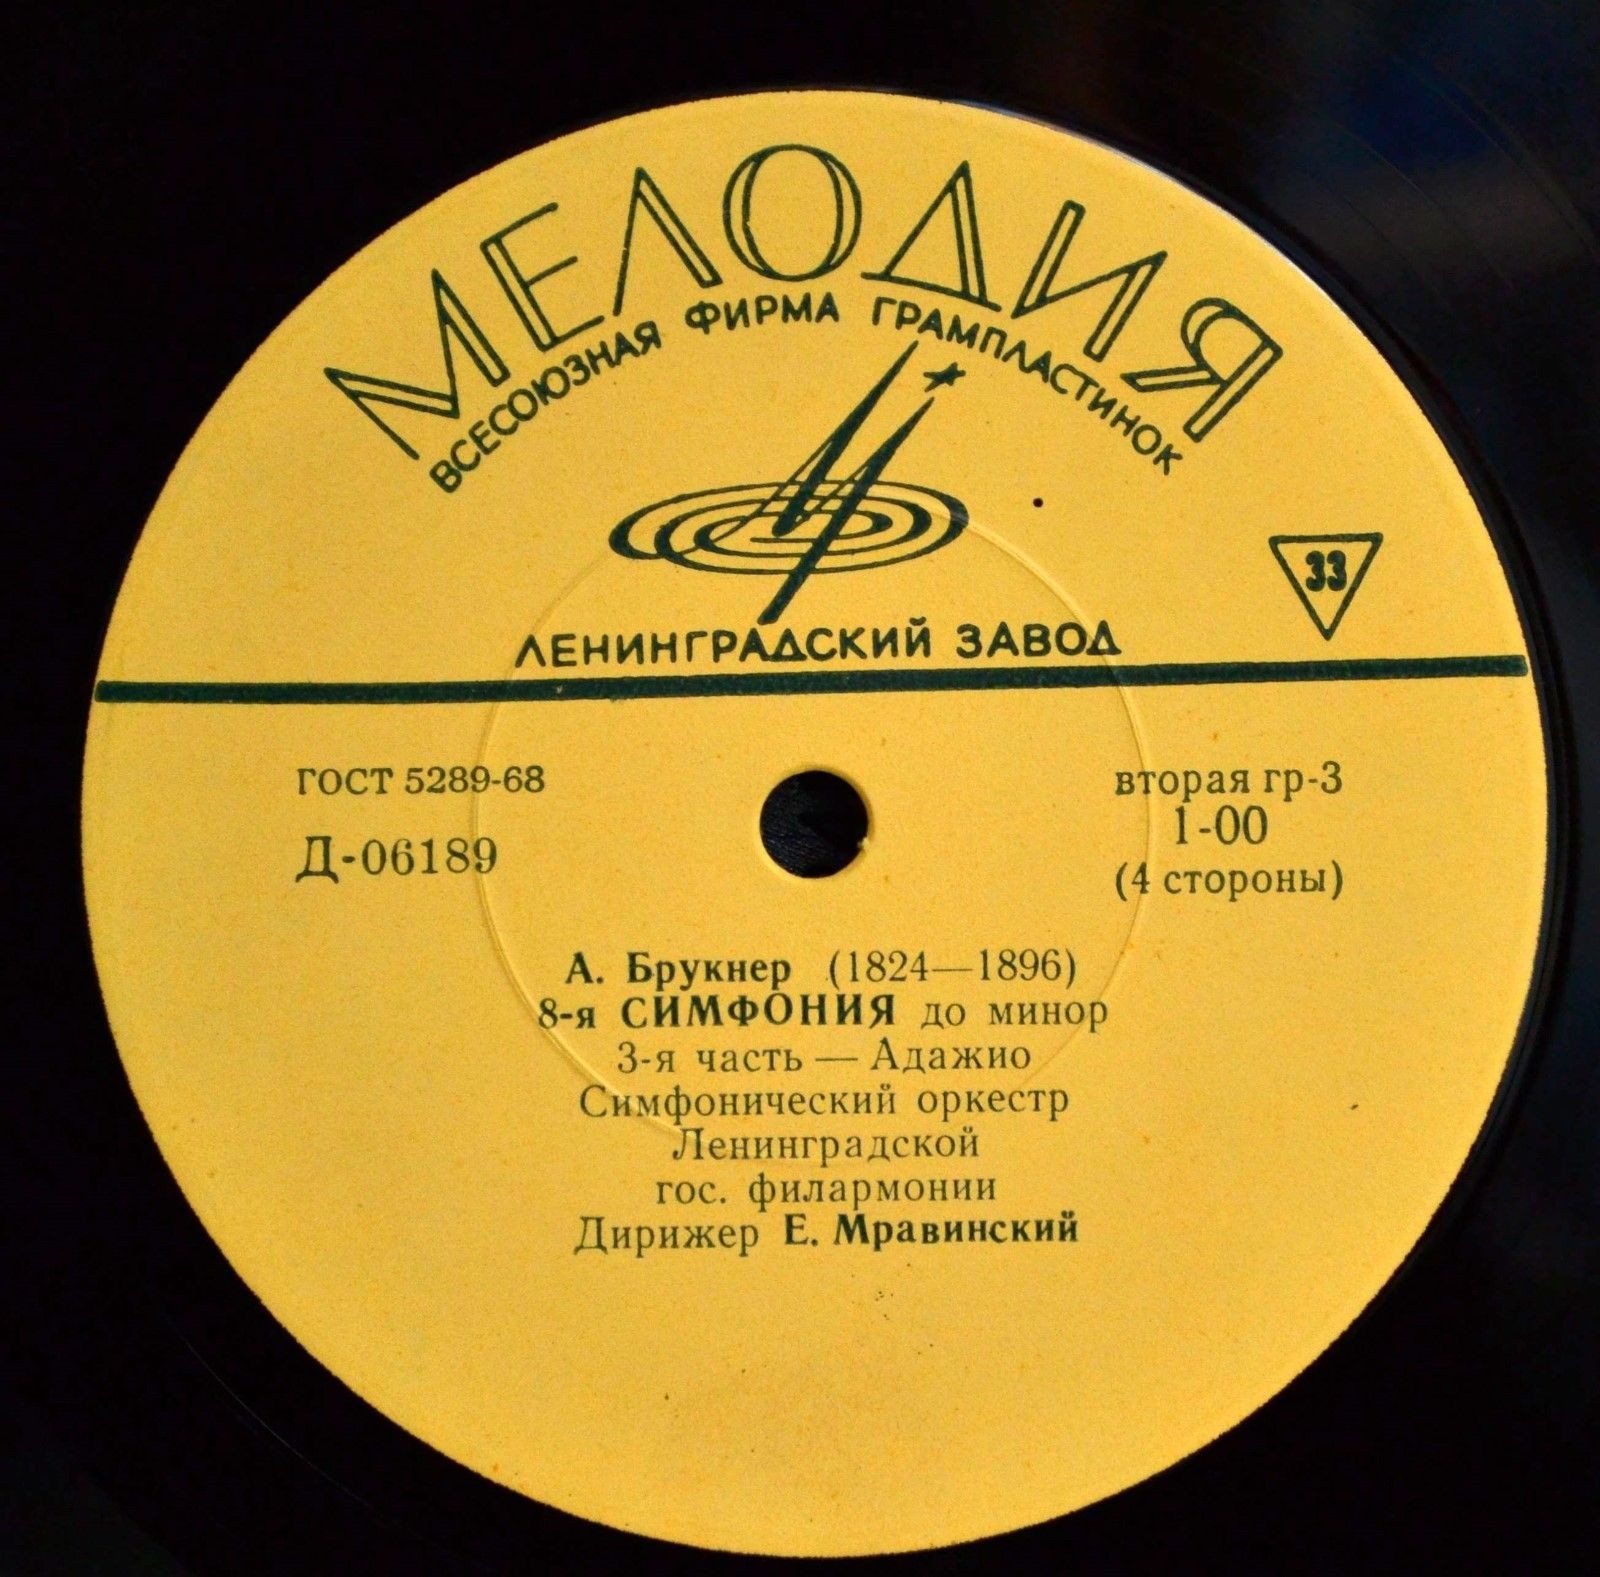 МЕЛОДИЯ
ВСЕСОЮЗНАЯ ФИРМА ГРАМПЛАСТИНОК
33
ЛЕНИНГРАДСКИЙ ЗАВОД
ГОСТ 5289-68
Д-06189
вторая гр-3
1-00
(4 стороны)
А. Брукнер (1824—1896)
8-я СИМФОНИЯ до минор
3-я часть — Адажио
Симфонический оркестр
Ленинградской
гос. филармонии
Дирижер Е. Мравинский